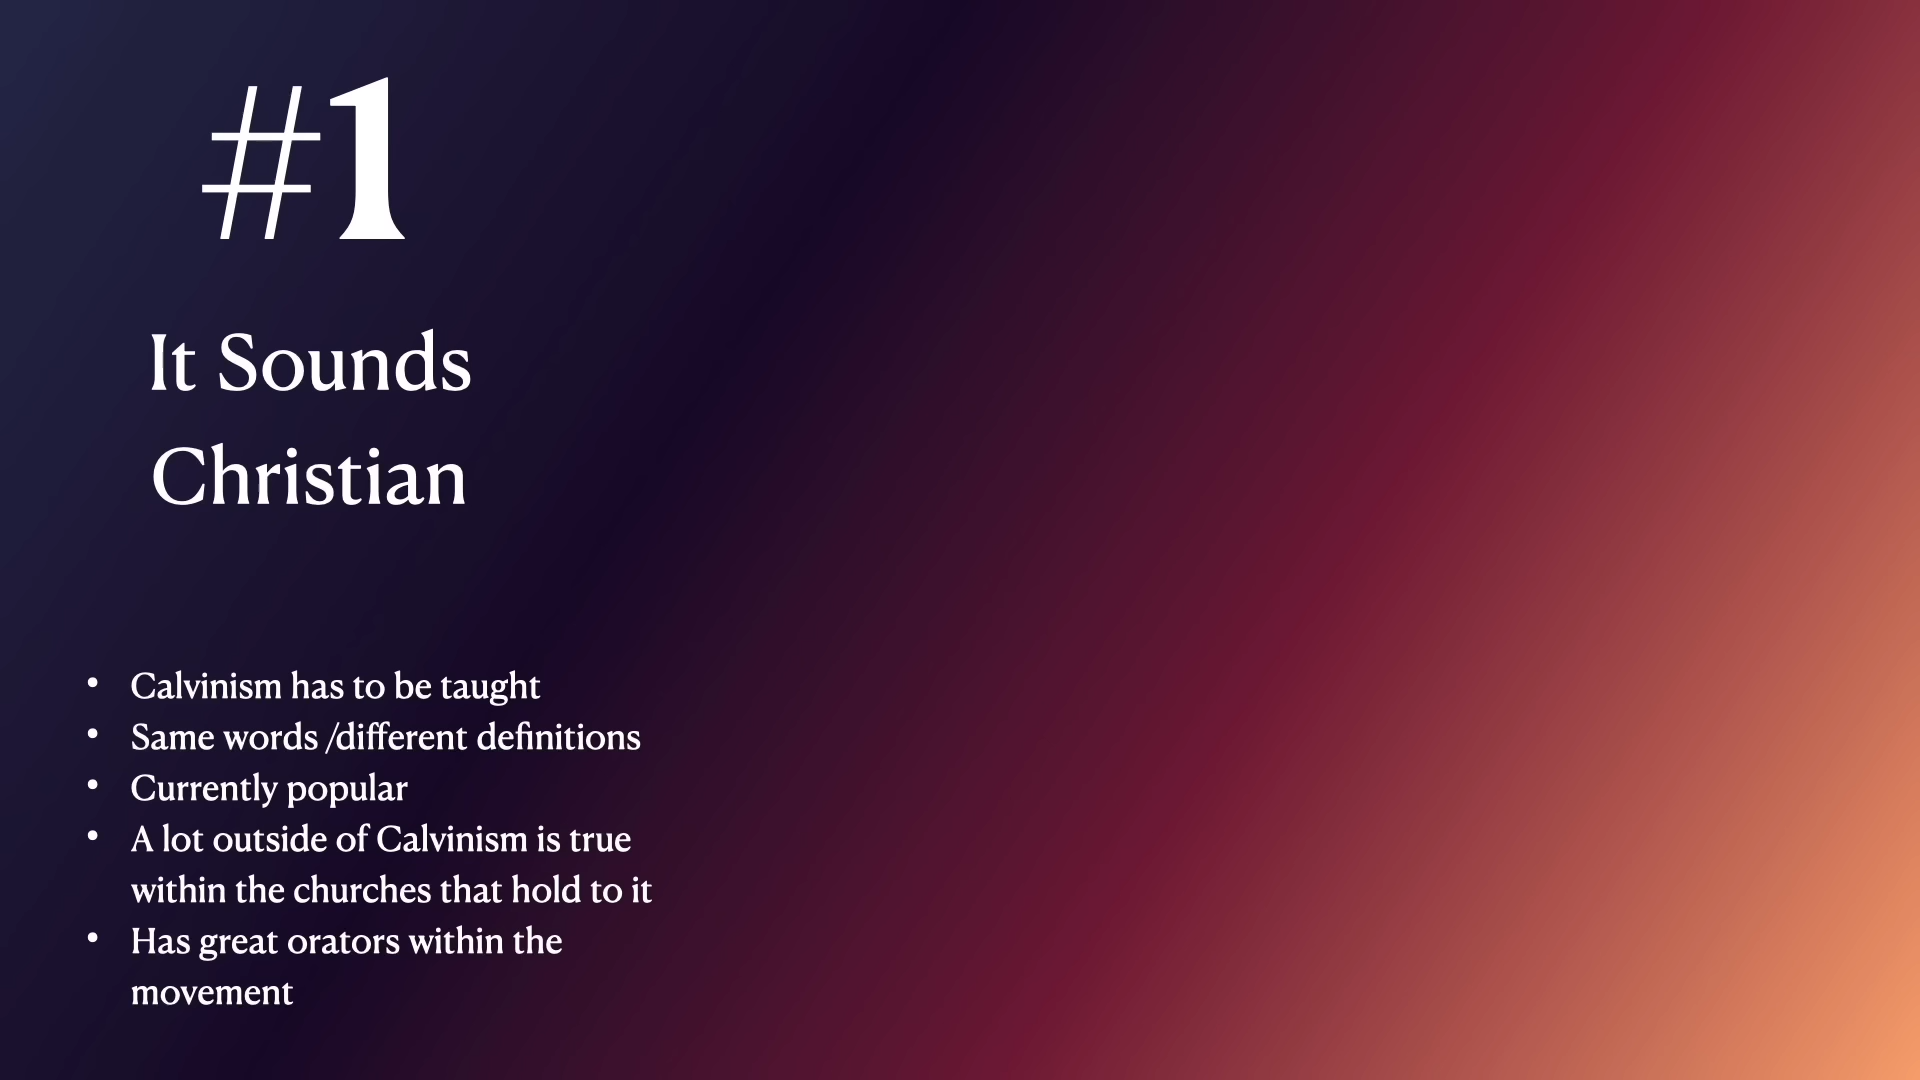 #1
It Sounds
Christian
• Calvinism has to be taught
• Same words /different definitions
• Currently popular
• A lot outside of Calvinism is true
within the churches that hold to it
• Has great orators within the
movement